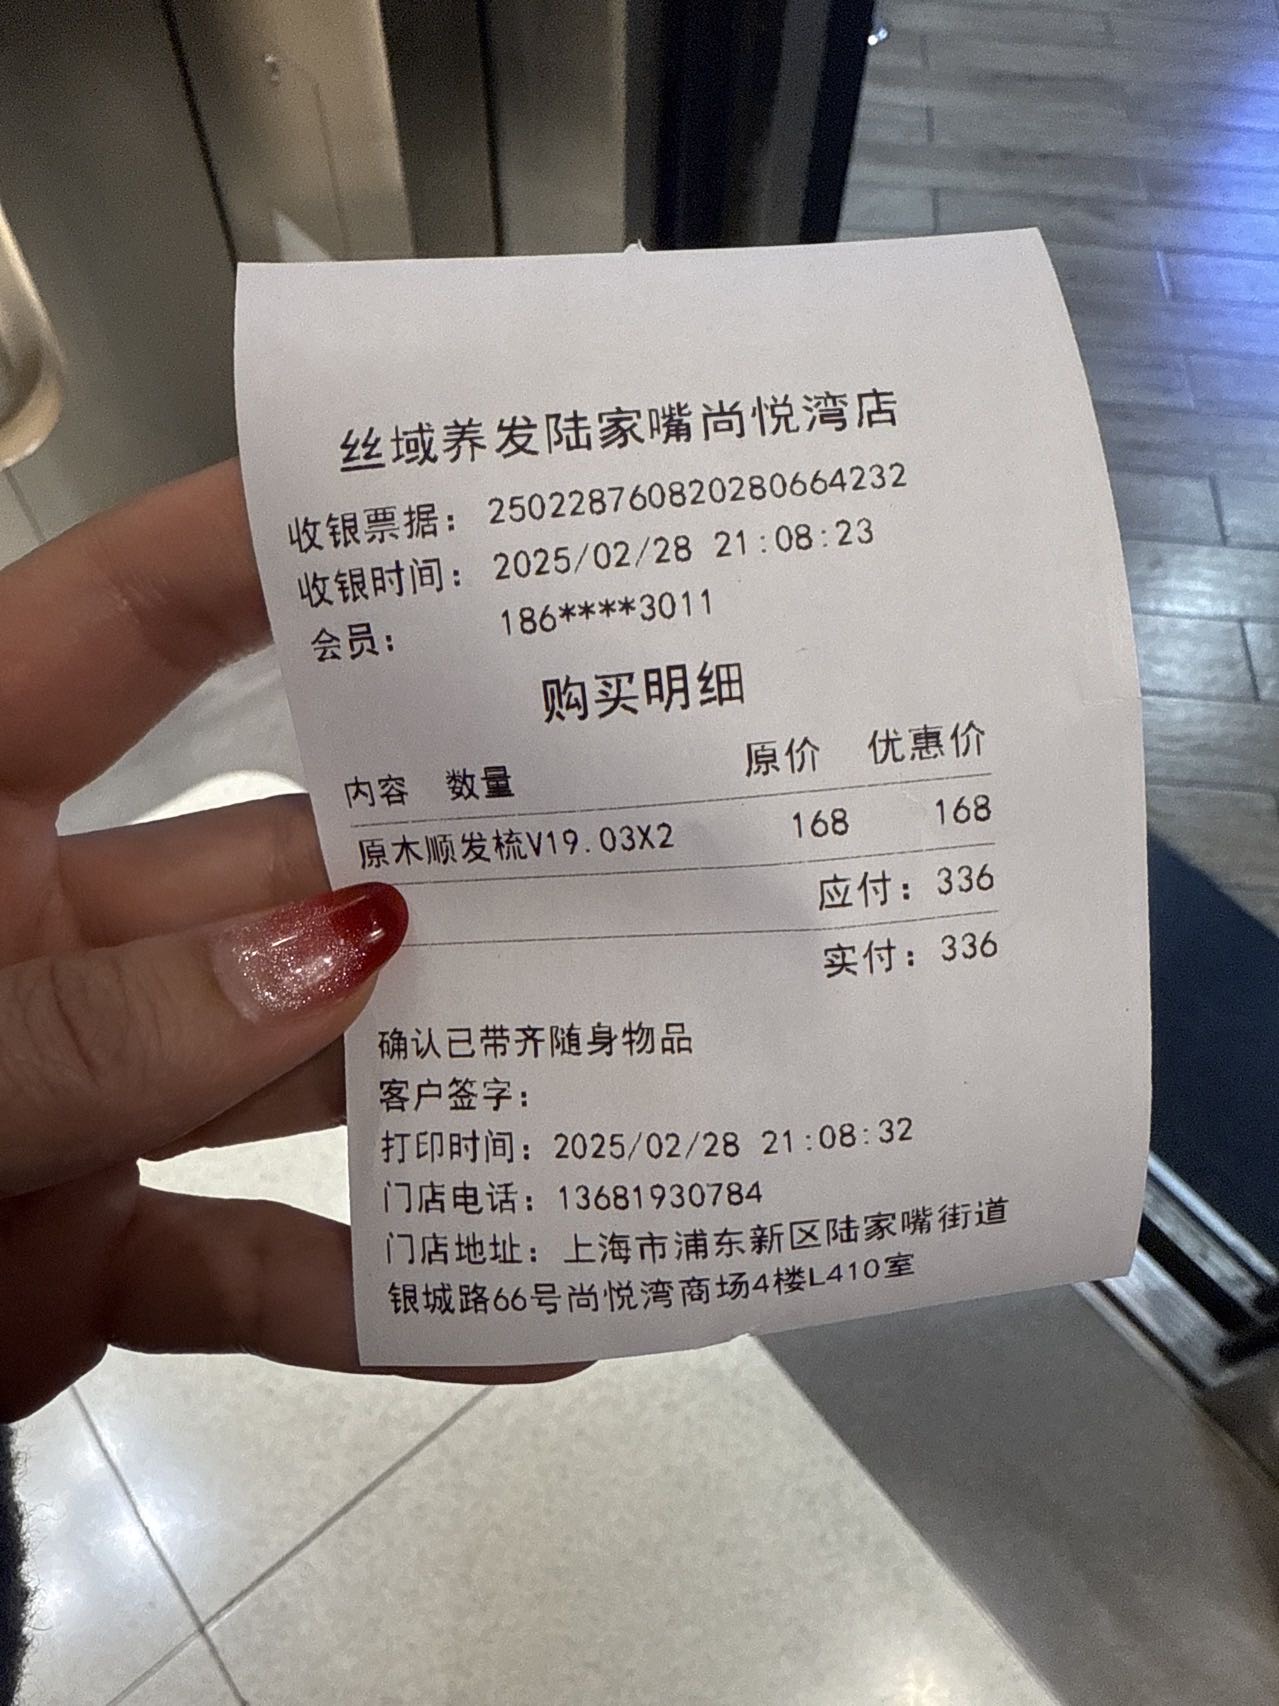 丝域养发陆家嘴尚悦湾店
收银票据： 250228760820280664232
收银时间： 2025/02/28 21:08:23
会员： 186****3011
购买明细
内容 数量 原价 优惠价
原木顺发梳V19.03X2 168 168
应付：336
实付：336
确认已带齐随身物品
客户签字：
打印时间：2025/02/28 21:08:32
门店电话：13681930784
门店地址：上海市浦东新区陆家嘴街道
银城路66号尚悦湾商场4楼L410室